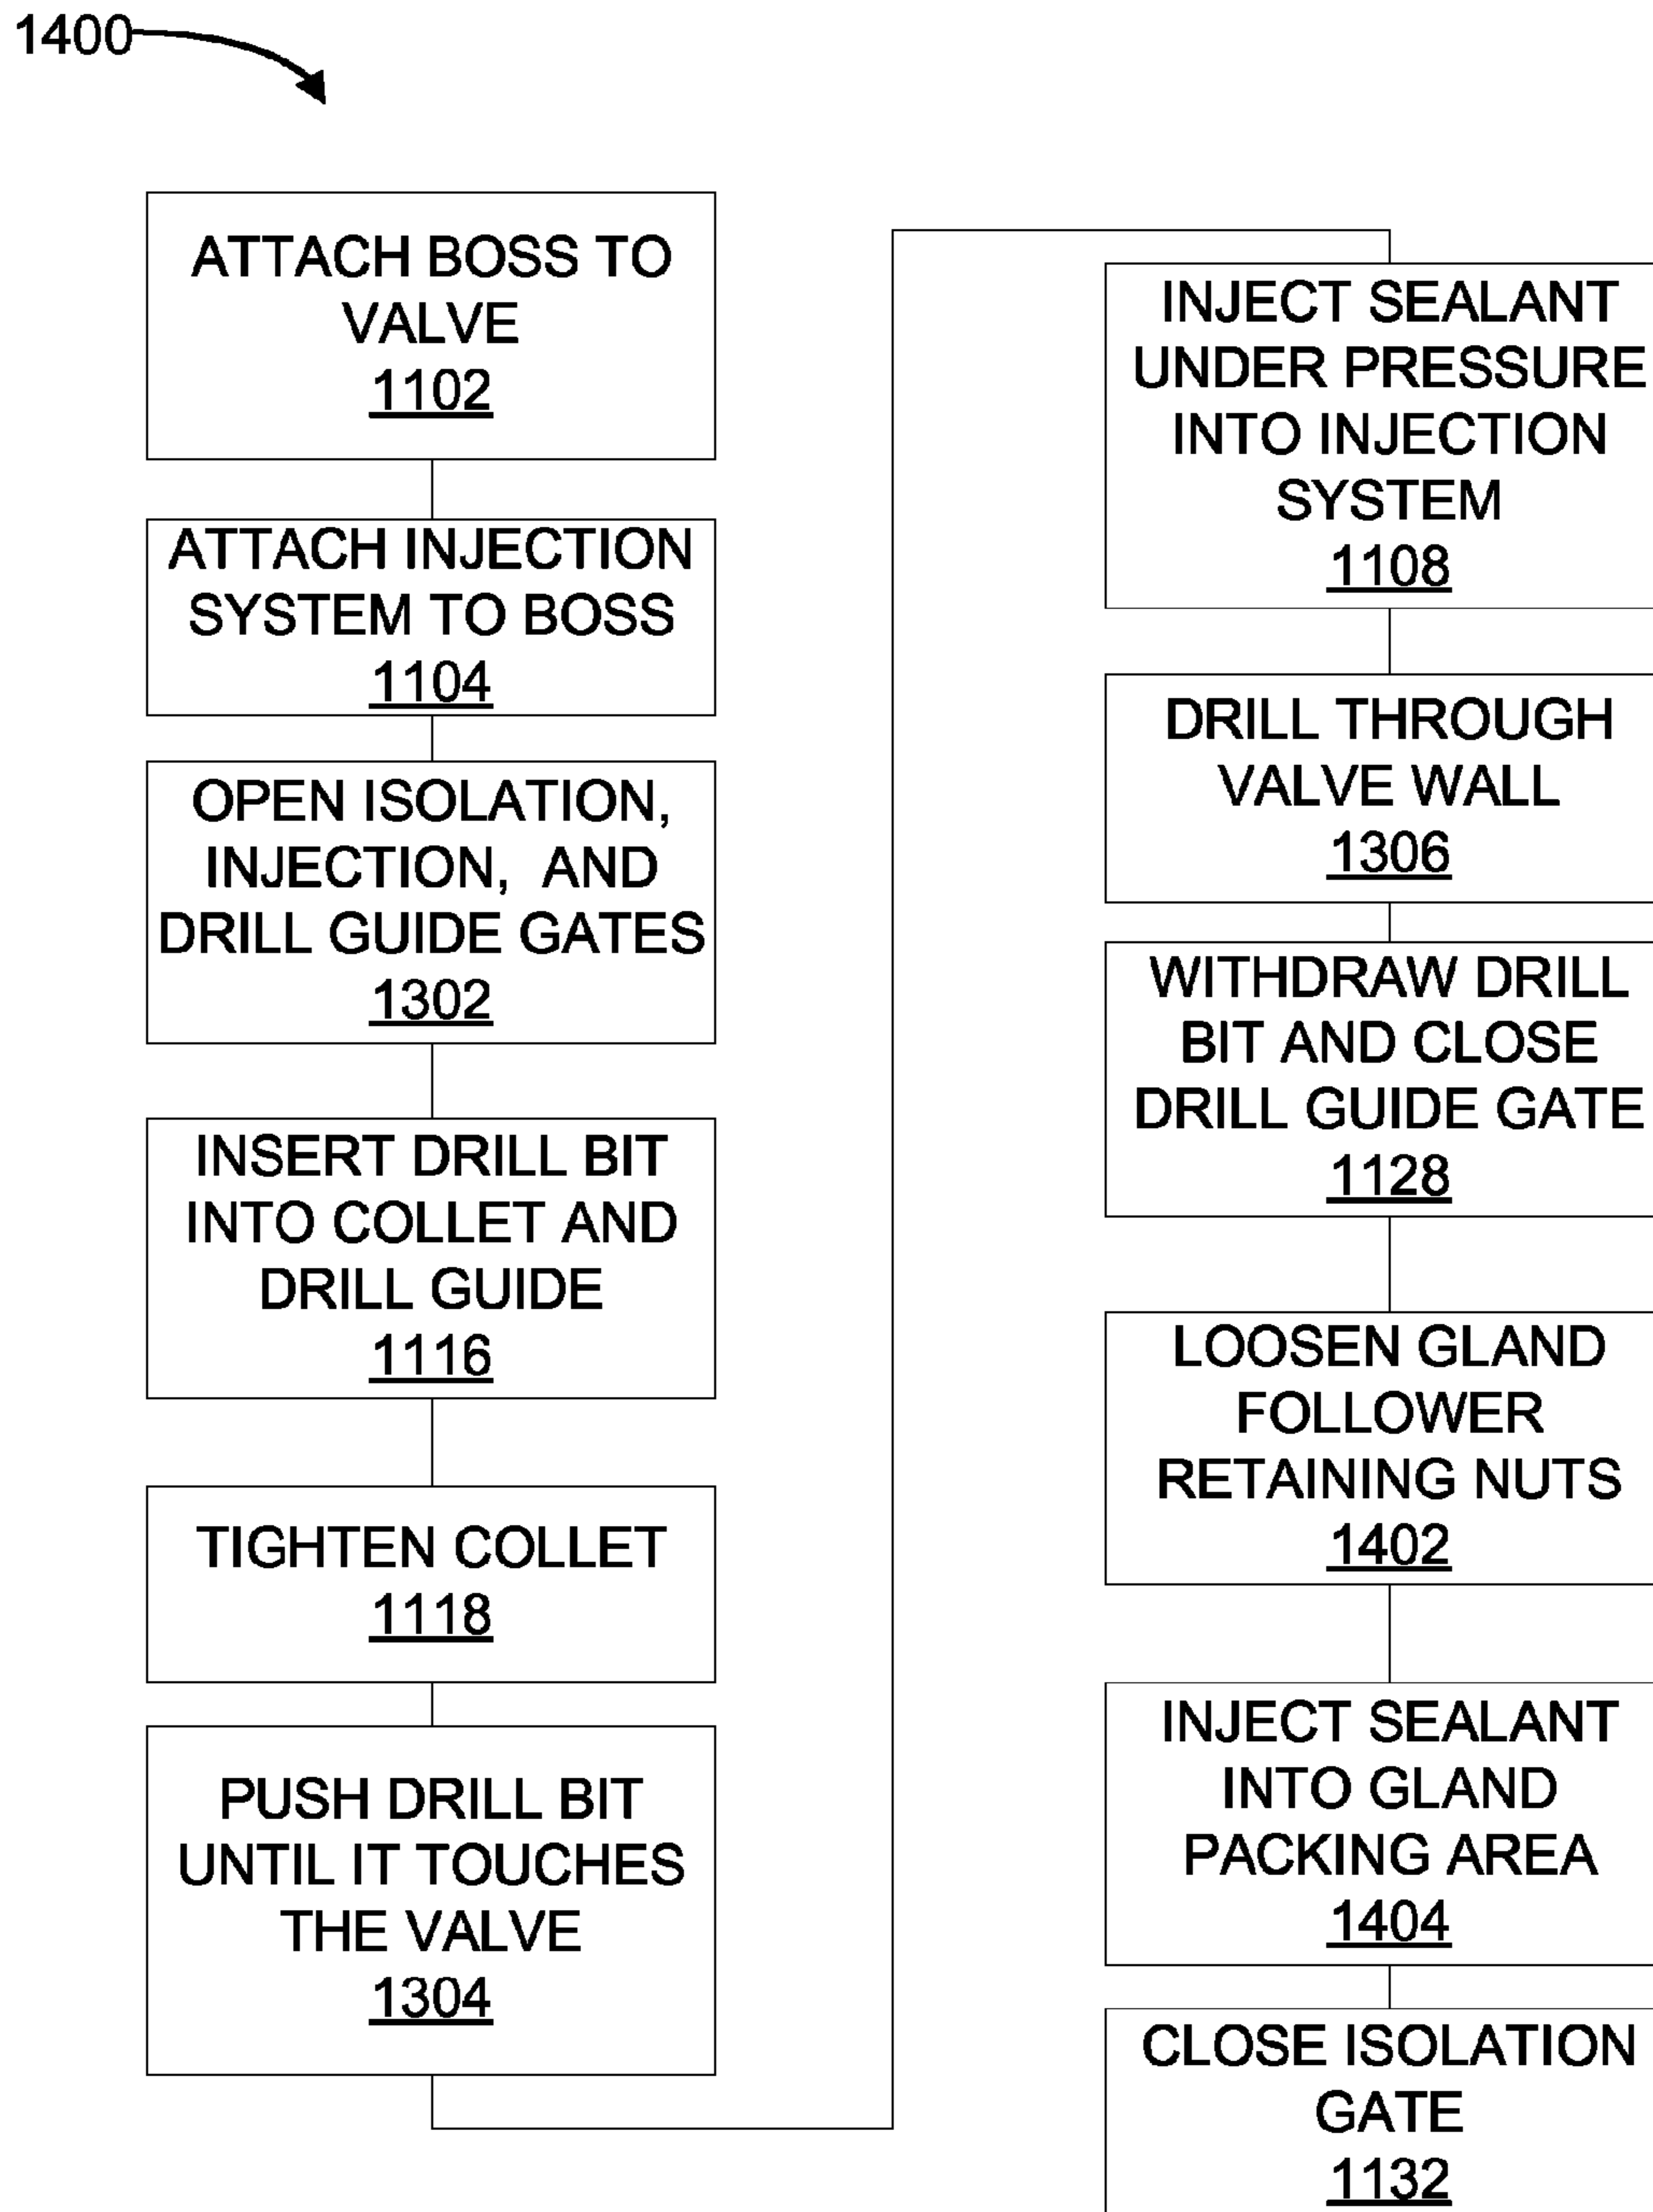 1400
ATTACH BOSS TO
VALVE
1102
ATTACH INJECTION
SYSTEM TO BOSS
1104
OPEN ISOLATION,
INJECTION, AND
DRILL GUIDE GATES
1302
INSERT DRILL BIT
INTO COLLET AND
DRILL GUIDE
1116
TIGHTEN COLLET
1118
PUSH DRILL BIT
UNTIL IT TOUCHES
THE VALVE
1304
INJECT SEALANT
UNDER PRESSURE
INTO INJECTION
SYSTEM
1108
DRILL THROUGH
VALVE WALL
1306
WITHDRAW DRILL
BIT AND CLOSE
DRILL GUIDE GATE
1128
LOOSEN GLAND
FOLLOWER
RETAINING NUTS
1402
INJECT SEALANT
INTO GLAND
PACKING AREA
1404
CLOSE ISOLATION
GATE
1132